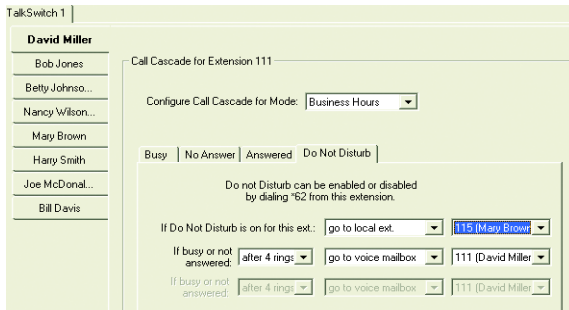 TalkSwitch 1
David Miller
Bob Jones
Betty Johnso...
Nancy Wilson...
Mary Brown
Harry Smith
Joe McDonal...
Bill Davis
Call Cascade for Extension 111
Configure Call Cascade for Mode: Business Hours
Busy No Answer Answered Do Not Disturb
Do not Disturb can be enabled or disabled
by dialing *62 from this extension.
If Do Not Disturb is on for this ext.: go to local ext. 115 (Mary Brown
If busy or not
answered: after 4 rings go to voice mailbox 111 (David Miller
If busy or not
answered: after 4 rings go to voice mailbox 111 (David Miller